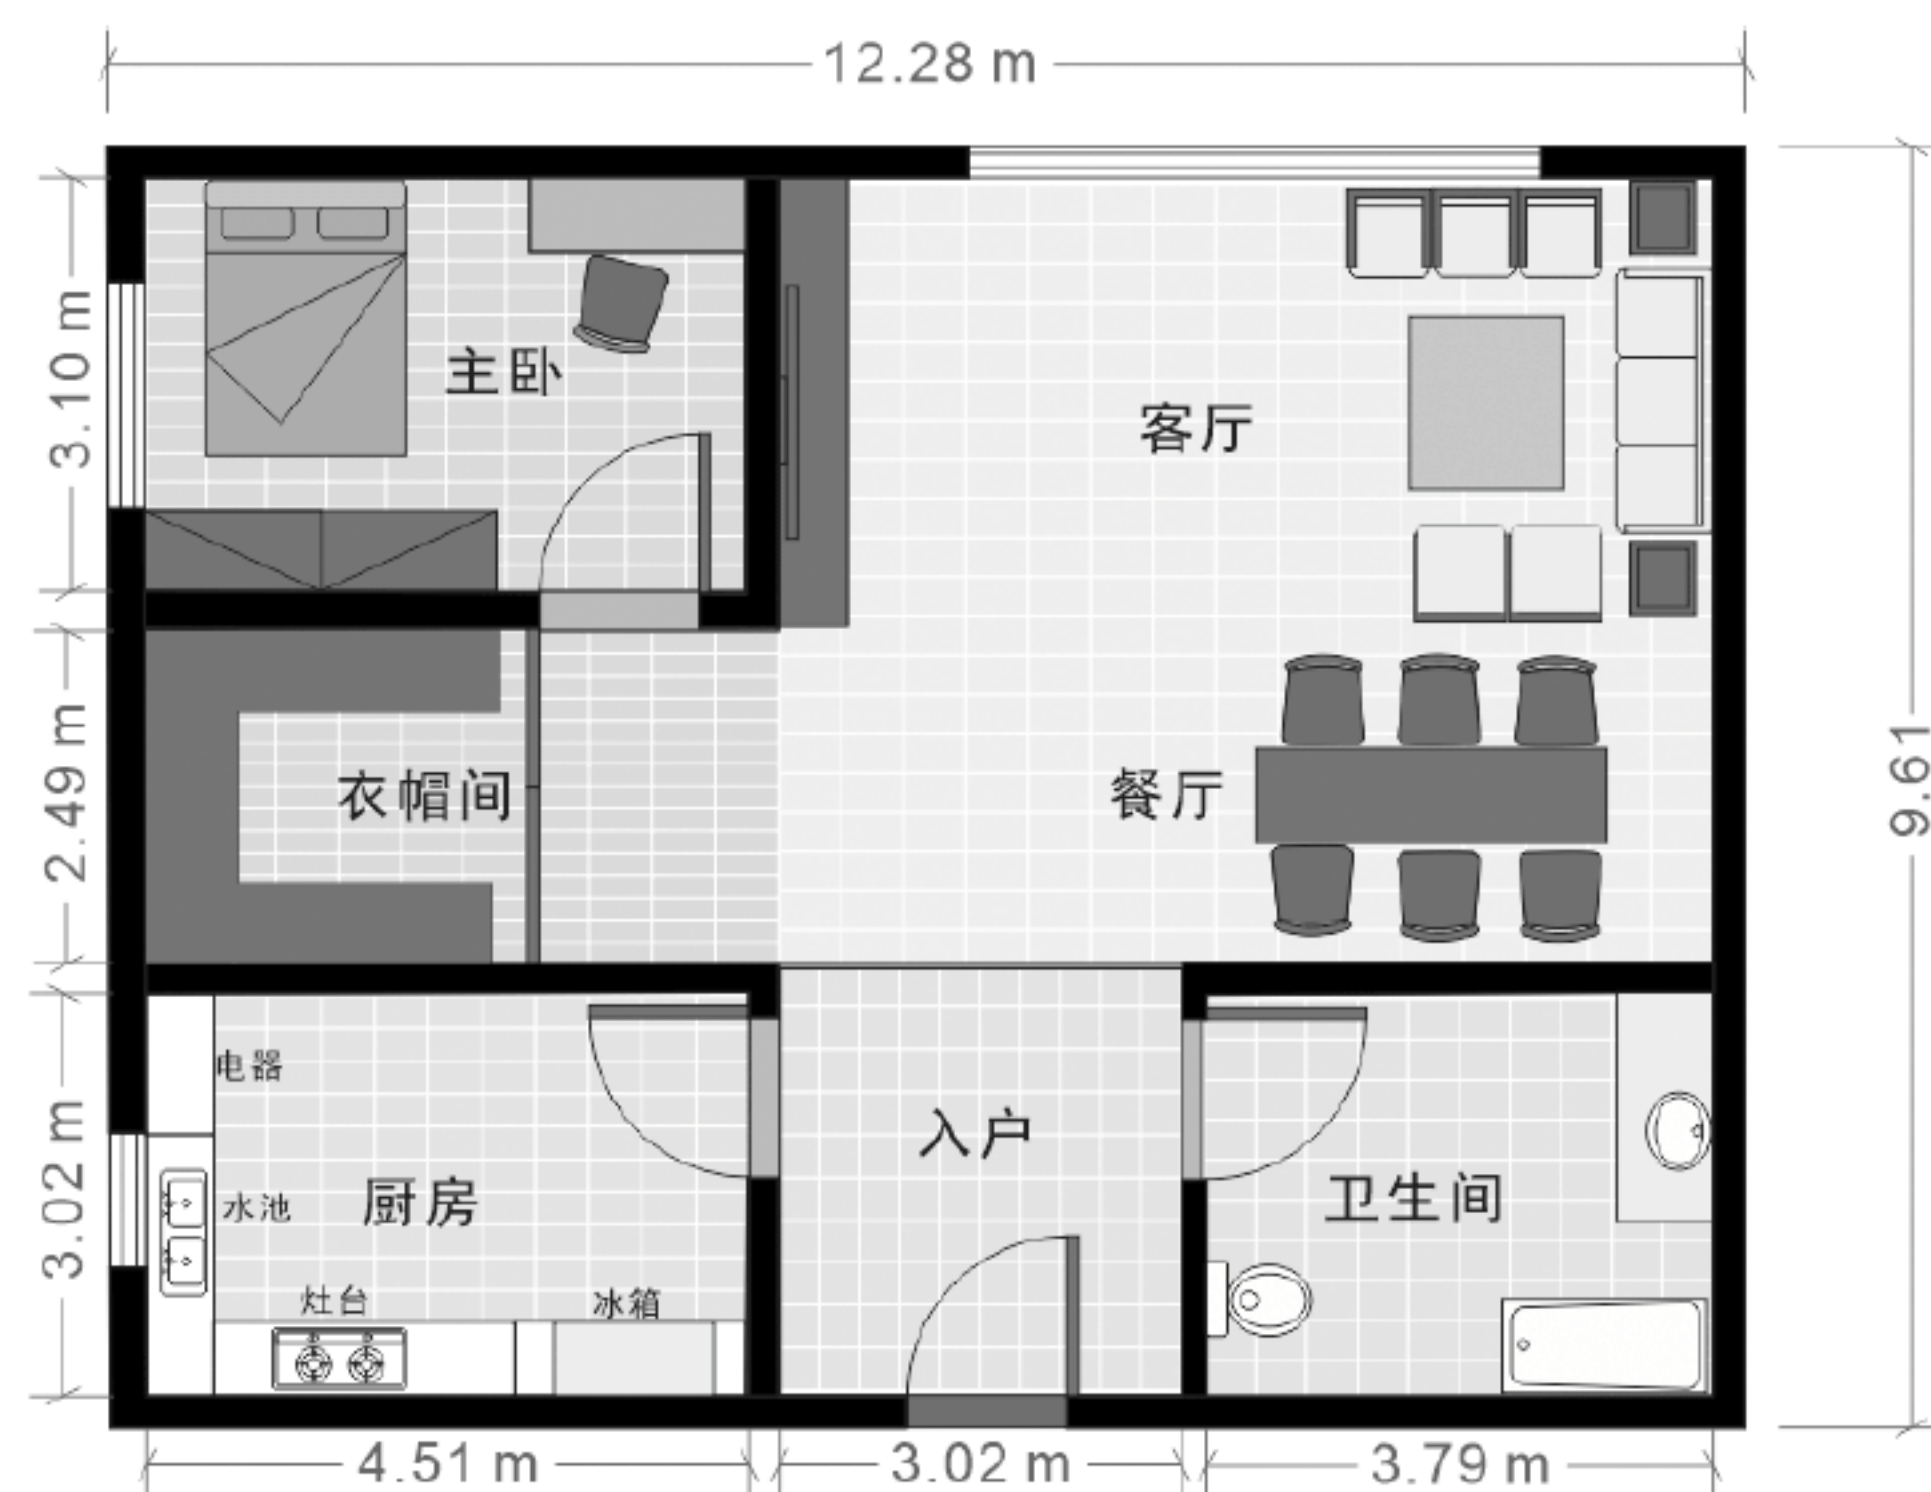 12.28 m
3.10 m
主卧
客厅
2.49 m
衣帽间
餐厅
9.61
3.02 m
电器
水池
厨房
灶台
冰箱
入户
卫生间
4.51 m
3.02 m
3.79 m